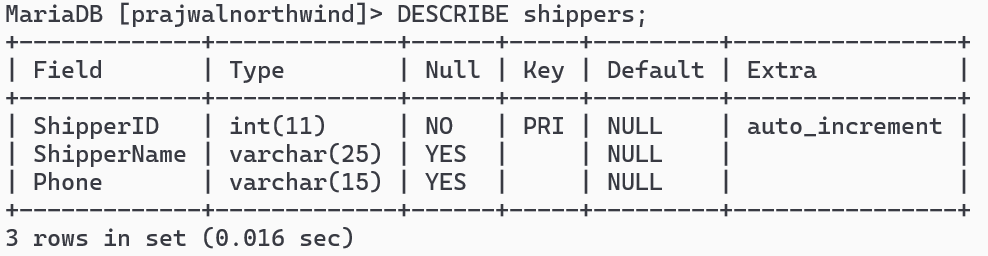 MariaDB [prajwalnorthwind]> DESCRIBE shippers;
+-------------+-------------+------+-----+---------+----------------+
| Field       | Type        | Null | Key | Default | Extra          |
+-------------+-------------+------+-----+---------+----------------+
| ShipperID   | int(11)     | NO   | PRI | NULL    | auto_increment |
| ShipperName | varchar(25) | YES  |     | NULL    |                |
| Phone       | varchar(15) | YES  |     | NULL    |                |
+-------------+-------------+------+-----+---------+----------------+
3 rows in set (0.016 sec)